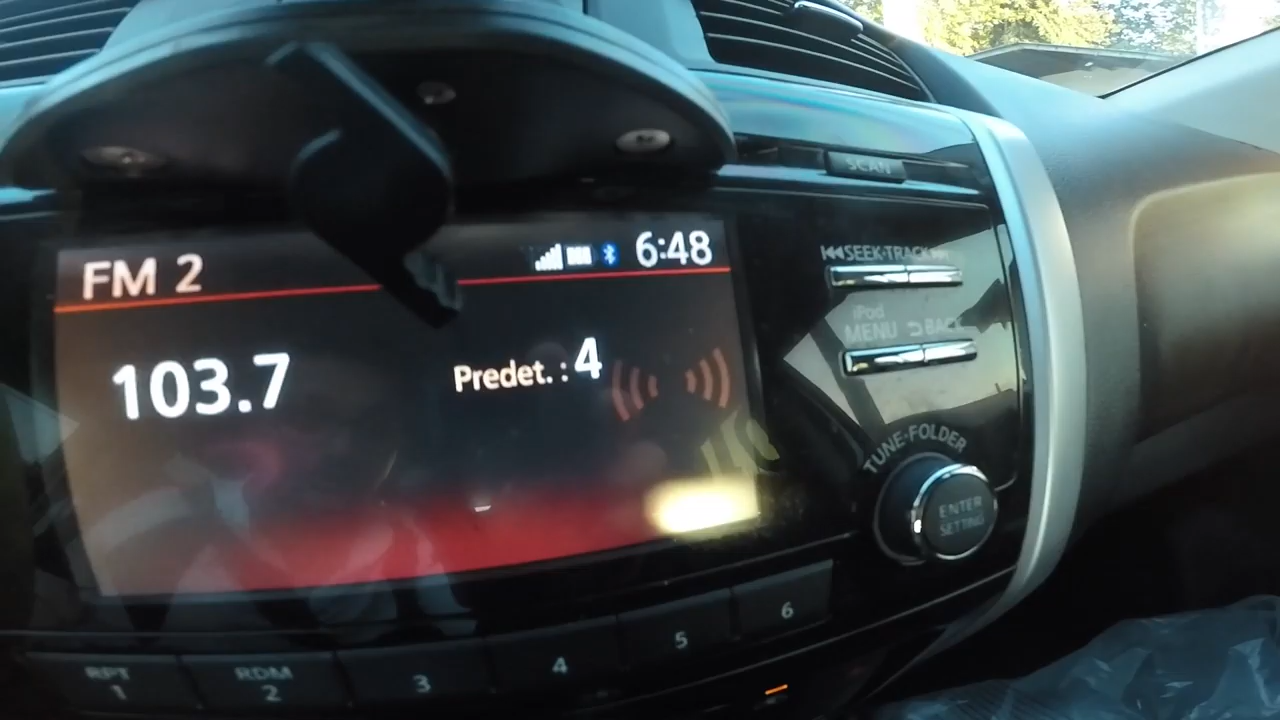 SCAN
FM 2
6:48
SEEK·TRACK
103.7
Predet. : 4
iPod
MENU
BACK
TUNE·FOLDER
ENTER
SETTING
RPT
1
RDM
2
3
4
5
6